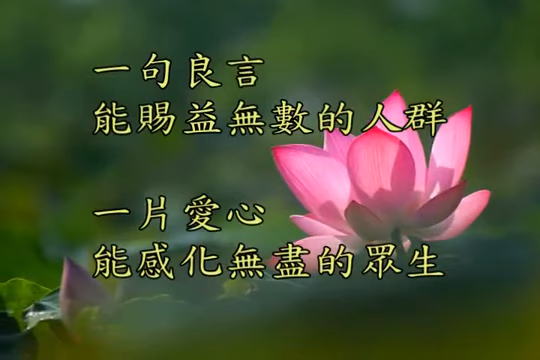 一句良言
能賜益無數的人群
一片愛心
能感化無盡的眾生